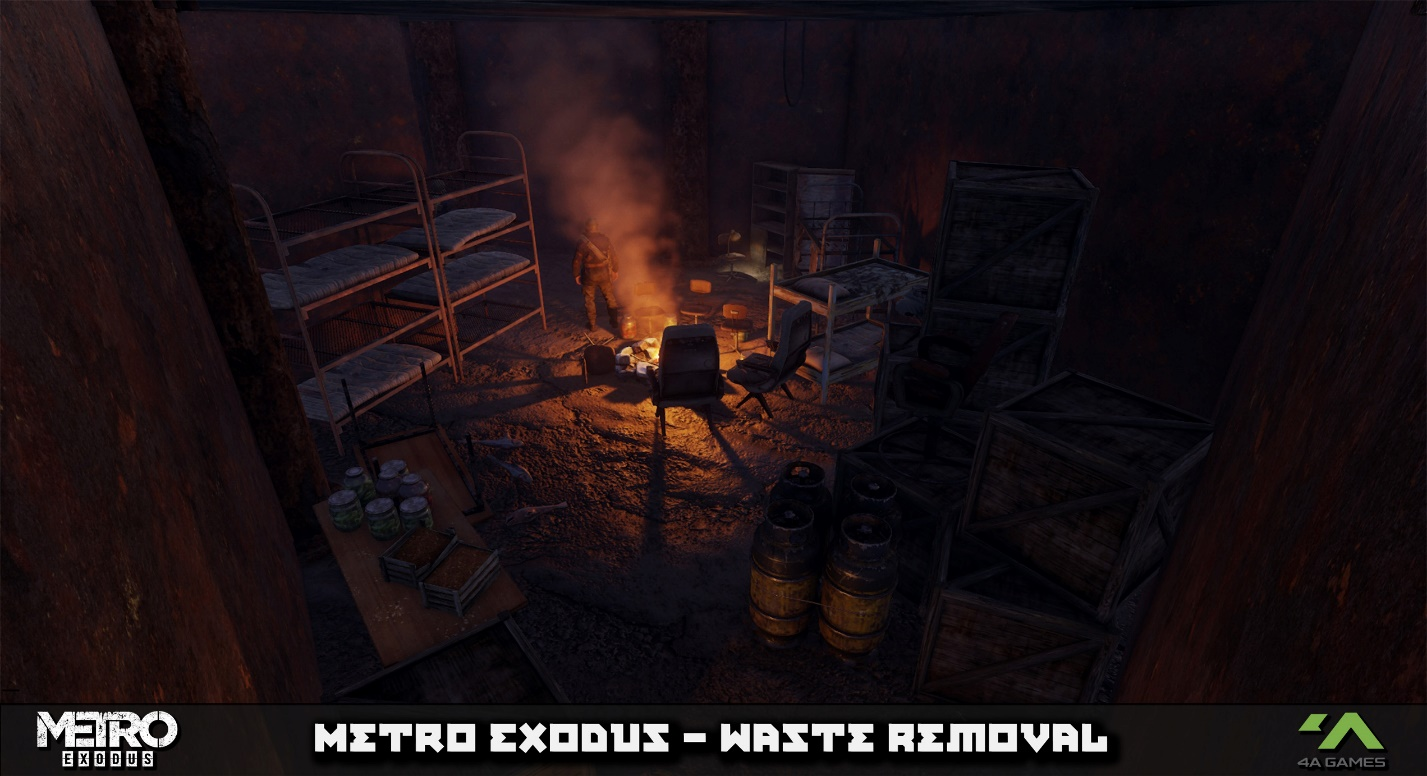 METRO
EXODUS
METRO EXODUS - WASTE REMOVAL
4A GAMES